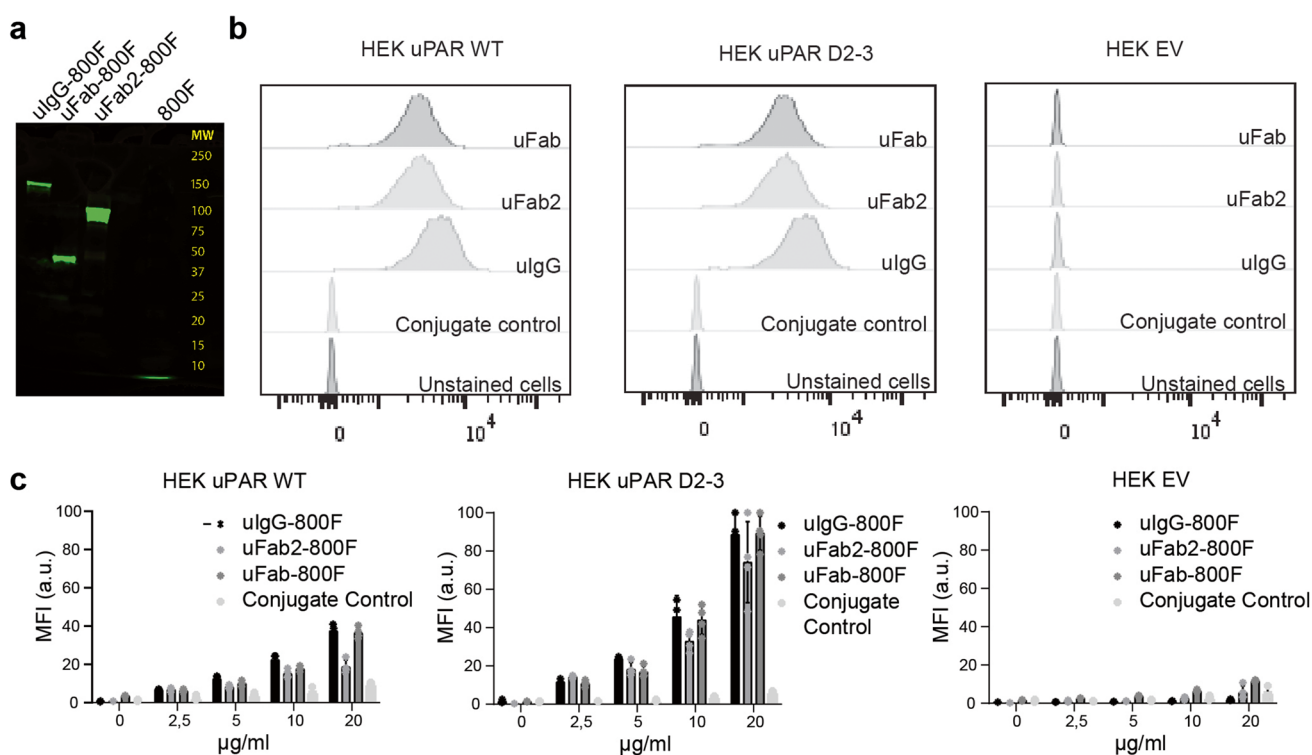 a
uIgG-800F
uFab-800F
uFab2-800F
800F
MW
250
150
100
75
50
37
25
20
15
10
b
HEK uPAR WT
uFab
uFab2
uIgG
Conjugate control
Unstained cells
0 10^4
HEK uPAR D2-3
uFab
uFab2
uIgG
Conjugate control
Unstained cells
0 10^4
HEK EV
uFab
uFab2
uIgG
Conjugate control
Unstained cells
0 10^4
c
HEK uPAR WT
MFI (a.u.)
100
80
60
40
20
0
uIgG-800F
uFab2-800F
uFab-800F
Conjugate Control
0 2,5 5 10 20
µg/ml
HEK uPAR D2-3
MFI (a.u.)
100
80
60
40
20
0
uIgG-800F
uFab2-800F
uFab-800F
Conjugate
Control
0 2,5 5 10 20
µg/ml
HEK EV
MFI (a.u.)
100
80
60
40
20
0
uIgG-800F
uFab2-800F
uFab-800F
Conjugate Control
0 2,5 5 10 20
µg/ml